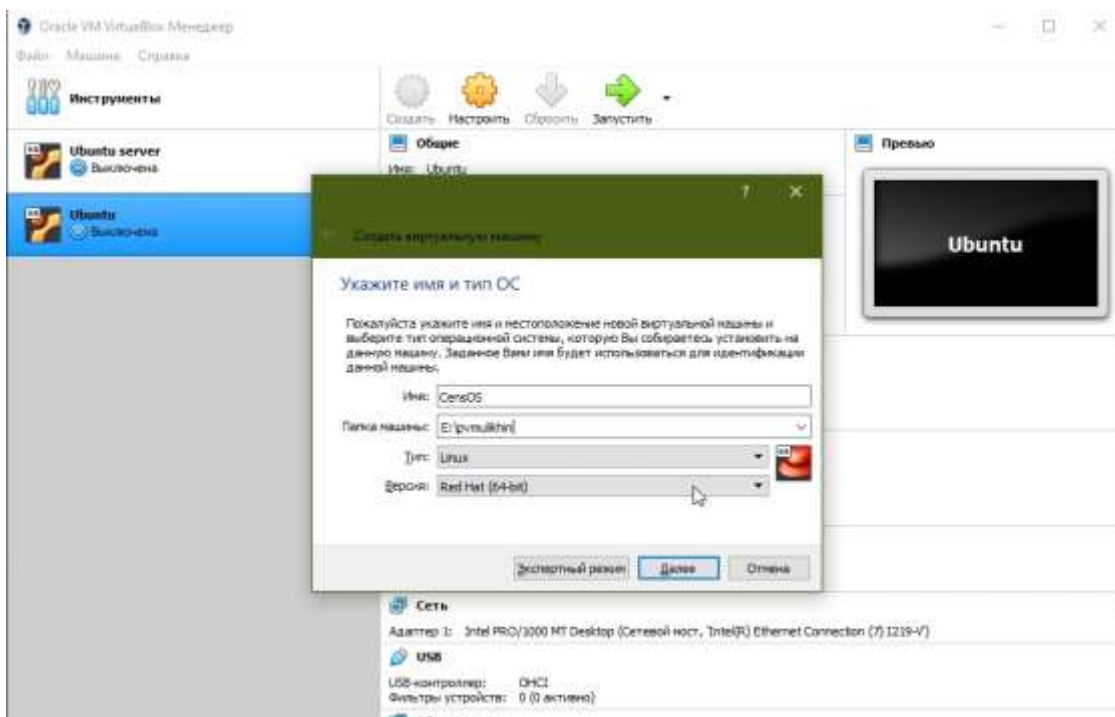 Oracle VM VirtualBox Менеджер
Файл Машина Справка
Инструменты
Создать Настроить Сбросить Запустить
Ubuntu server
Выключена
Ubuntu
Выключена
Общие
Имя: Ubuntu
Превью
Ubuntu
? ×
Создать виртуальную машину
Укажите имя и тип ОС
Пожалуйста укажите имя и местоположение новой виртуальной машины и
выберите тип операционной системы, которую Вы собираетесь установить на
данную машину. Заданное Вами имя будет использоваться для идентификации
данной машины.
Имя: CensOS
Папка машины: E:\pvmulikhin
Тип: Linux
Версия: Red Hat (64-bit)
Экспертный режим Далее Отмена
Сеть
Адаптер 1: Intel PRO/1000 MT Desktop (Сетевой мост, 'Intel(R) Ethernet Connection (7) I219-V')
USB
USB-контроллер: OHCI
Фильтры устройств: 0 (0 активно)